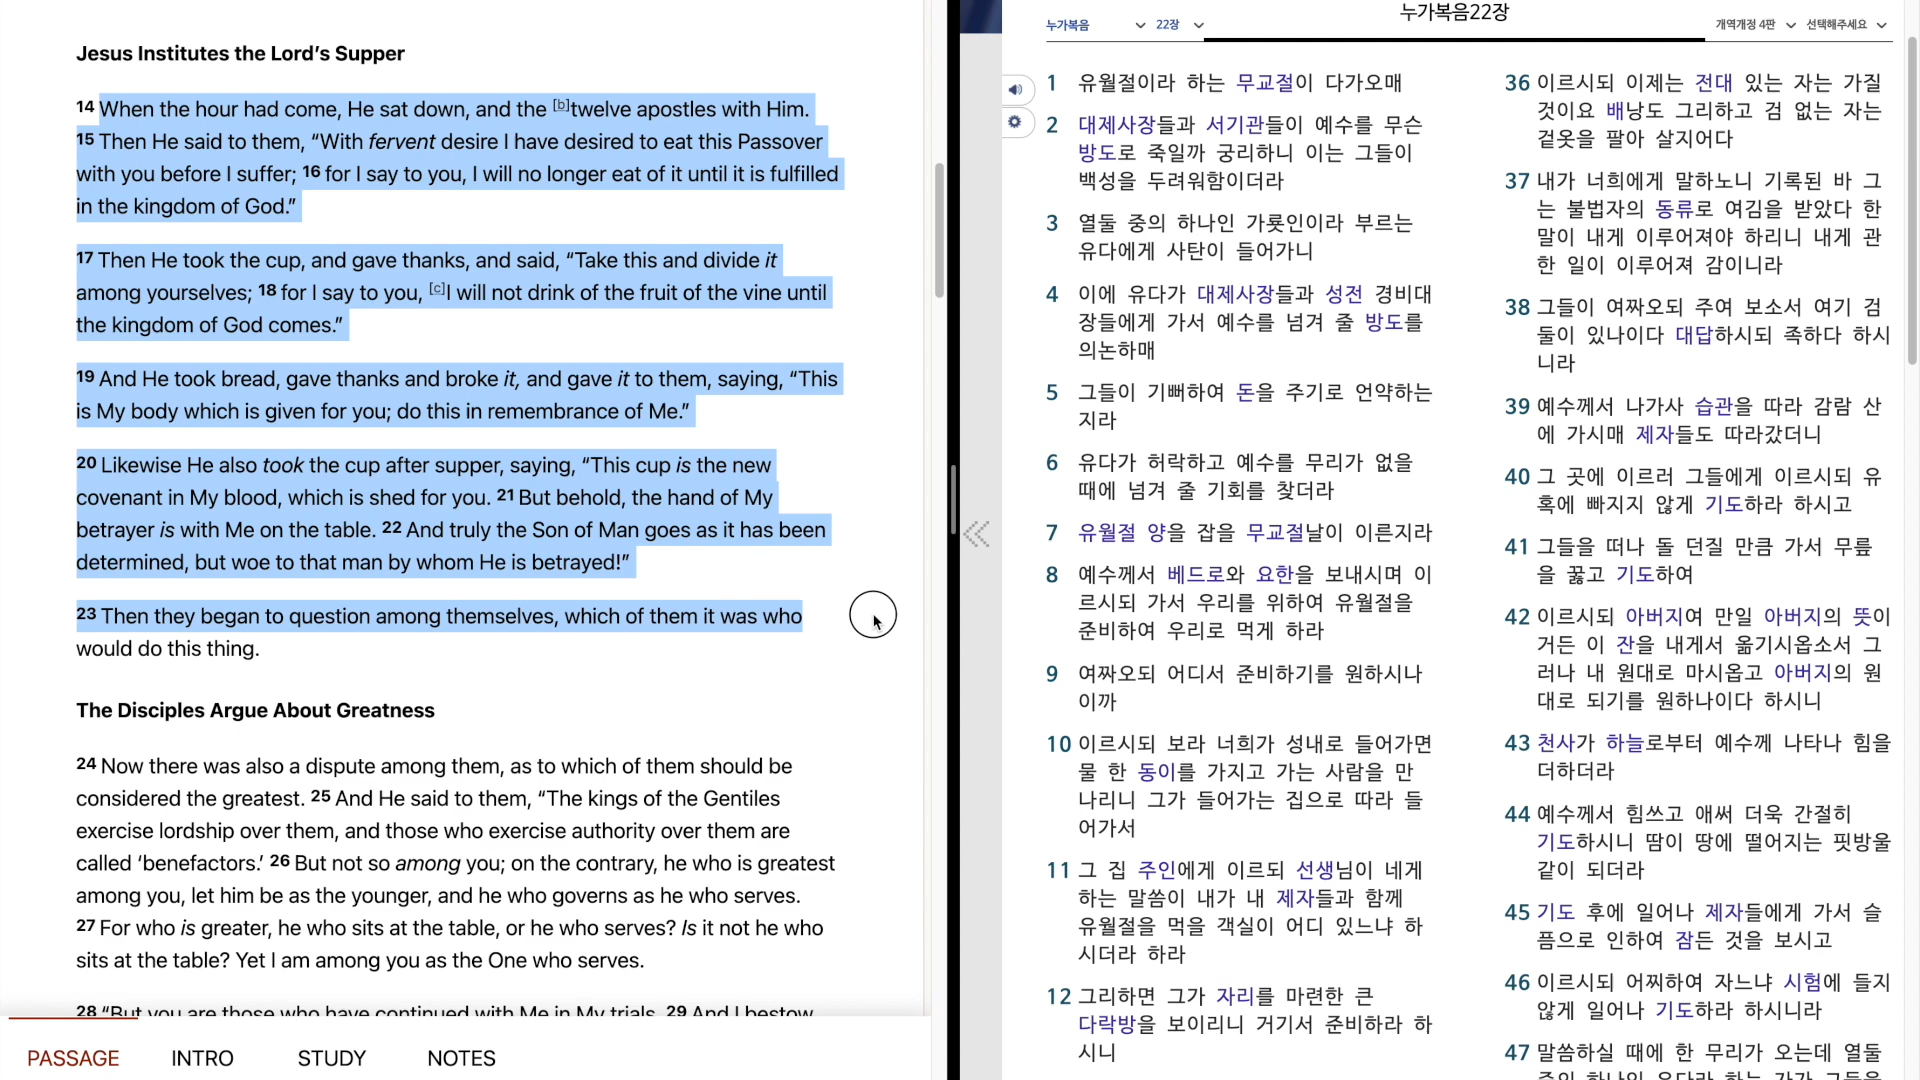 Jesus Institutes the Lord’s Supper
14 When the hour had come, He sat down, and the [b]twelve apostles with Him.
15 Then He said to them, “With fervent desire I have desired to eat this Passover
with you before I suffer; 16 for I say to you, I will no longer eat of it until it is fulfilled
in the kingdom of God.”
17 Then He took the cup, and gave thanks, and said, “Take this and divide it
among yourselves; 18 for I say to you, [c]I will not drink of the fruit of the vine until
the kingdom of God comes.”
19 And He took bread, gave thanks and broke it, and gave it to them, saying, “This
is My body which is given for you; do this in remembrance of Me.”
20 Likewise He also took the cup after supper, saying, “This cup is the new
covenant in My blood, which is shed for you. 21 But behold, the hand of My
betrayer is with Me on the table. 22 And truly the Son of Man goes as it has been
determined, but woe to that man by whom He is betrayed!”
23 Then they began to question among themselves, which of them it was who
would do this thing.
The Disciples Argue About Greatness
24 Now there was also a dispute among them, as to which of them should be
considered the greatest. 25 And He said to them, “The kings of the Gentiles
exercise lordship over them, and those who exercise authority over them are
called ‘benefactors.’ 26 But not so among you; on the contrary, he who is greatest
among you, let him be as the younger, and he who governs as he who serves.
27 For who is greater, he who sits at the table, or he who serves? Is it not he who
sits at the table? Yet I am among you as the One who serves.
28 “But you are those who have continued with Me in My trials. 29 And I bestow
PASSAGE INTRO STUDY NOTES
누가복음22장
누가복음 22장 개역개정 4판 선택해주세요
1 유월절이라 하는 무교절이 다가오매
2 대제사장들과 서기관들이 예수를 무슨
방도로 죽일까 궁리하니 이는 그들이
백성을 두려워함이더라
3 열둘 중의 하나인 가룟인이라 부르는
유다에게 사탄이 들어가니
4 이에 유다가 대제사장들과 성전 경비대
장들에게 가서 예수를 넘겨 줄 방도를
의논하매
5 그들이 기뻐하여 돈을 주기로 언약하는
지라
6 유다가 허락하고 예수를 무리가 없을
때에 넘겨 줄 기회를 찾더라
7 유월절 양을 잡을 무교절날이 이른지라
8 예수께서 베드로와 요한을 보내시며 이
르시되 가서 우리를 위하여 유월절을
준비하여 우리로 먹게 하라
9 여짜오되 어디서 준비하기를 원하시나
이까
10 이르시되 보라 너희가 성내로 들어가면
물 한 동이를 가지고 가는 사람을 만
나리니 그가 들어가는 집으로 따라 들
어가서
11 그 집 주인에게 이르되 선생님이 네게
하는 말씀이 내가 내 제자들과 함께
유월절을 먹을 객실이 어디 있느냐 하
시더라 하라
12 그리하면 그가 자리를 마련한 큰
다락방을 보이리니 거기서 준비하라 하
시니
36 이르시되 이제는 전대 있는 자는 가질
것이요 배낭도 그리하고 검 없는 자는
겉옷을 팔아 살지어다
37 내가 너희에게 말하노니 기록된 바 그
는 불법자의 동류로 여김을 받았다 한
말이 내게 이루어져야 하리니 내게 관
한 일이 이루어져 감이니라
38 그들이 여짜오되 주여 보소서 여기 검
둘이 있나이다 대답하시되 족하다 하시
니라
39 예수께서 나가사 습관을 따라 감람 산
에 가시매 제자들도 따라갔더니
40 그 곳에 이르러 그들에게 이르시되 유
혹에 빠지지 않게 기도하라 하시고
41 그들을 떠나 돌 던질 만큼 가서 무릎
을 꿇고 기도하여
42 이르시되 아버지여 만일 아버지의 뜻이
거든 이 잔을 내게서 옮기시옵소서 그
러나 내 원대로 마시옵고 아버지의 원
대로 되기를 원하나이다 하시니
43 천사가 하늘로부터 예수께 나타나 힘을
더하더라
44 예수께서 힘쓰고 애써 더욱 간절히
기도하시니 땀이 땅에 떨어지는 핏방울
같이 되더라
45 기도 후에 일어나 제자들에게 가서 슬
픔으로 인하여 잠든 것을 보시고
46 이르시되 어찌하여 자느냐 시험에 들지
않게 일어나 기도하라 하시니라
47 말씀하실 때에 한 무리가 오는데 열둘